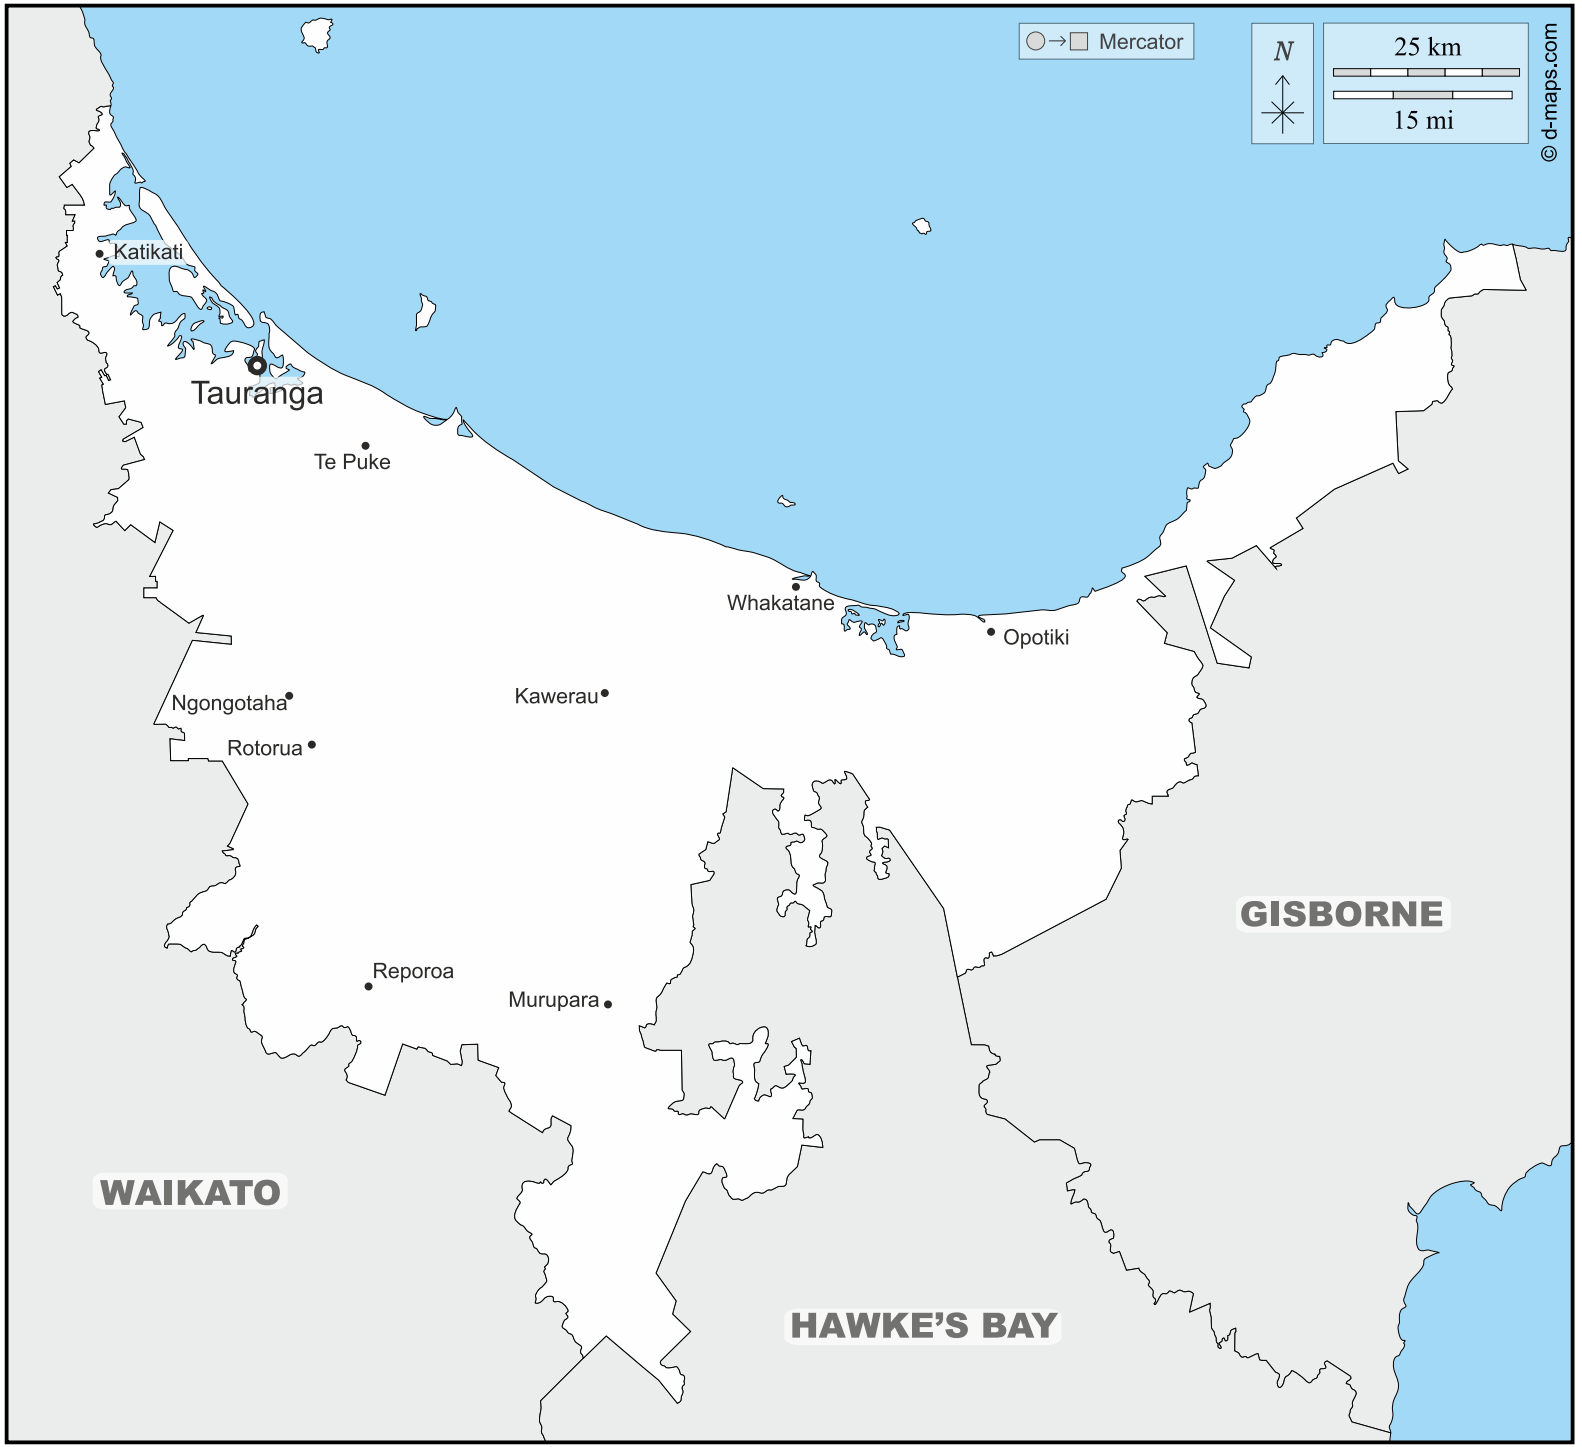 Mercator
N
25 km
15 mi
© d-maps.com
Katikati
Tauranga
Te Puke
Whakatane
Opotiki
Ngongotaha
Kawerau
Rotorua
GISBORNE
Reporoa
Murupara
WAIKATO
HAWKE'S BAY